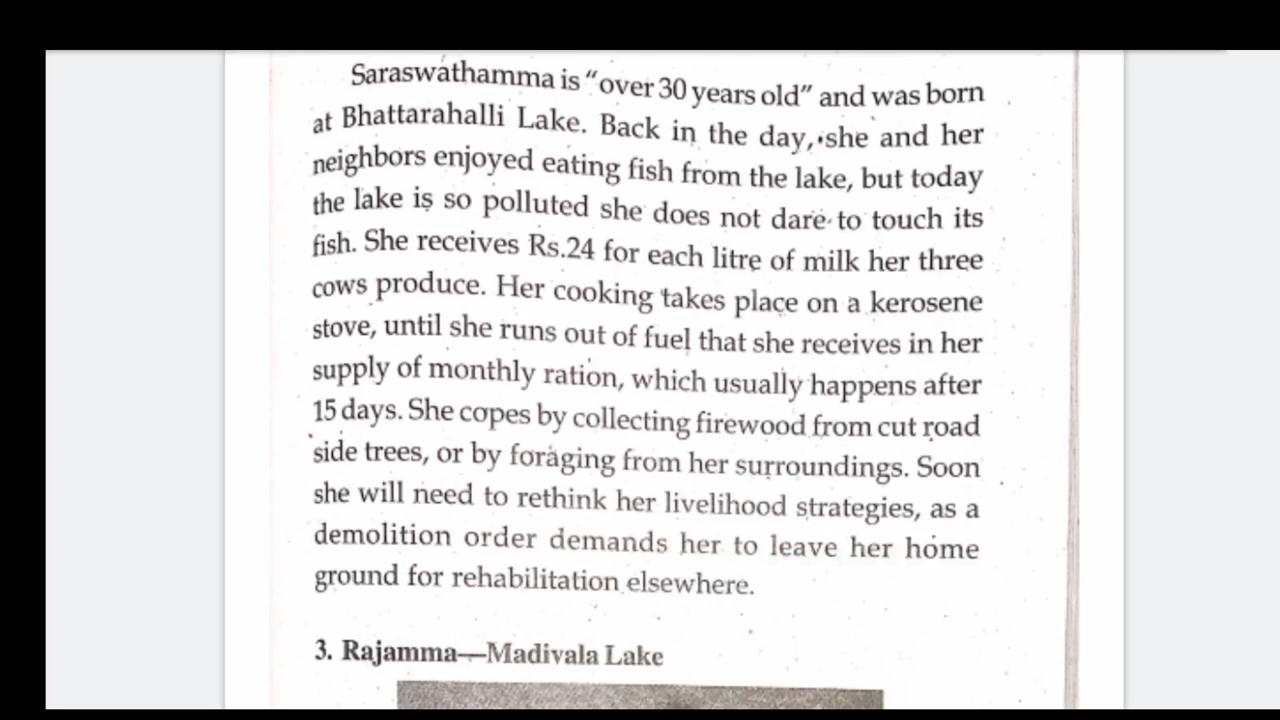 Saraswathamma is “over 30 years old” and was born
at Bhattarahalli Lake. Back in the day, she and her
neighbors enjoyed eating fish from the lake, but today
the lake is so polluted she does not dare to touch its
fish. She receives Rs.24 for each litre of milk her three
cows produce. Her cooking takes place on a kerosene
stove, until she runs out of fuel that she receives in her
supply of monthly ration, which usually happens after
15 days. She copes by collecting firewood from cut road
side trees, or by foraging from her surroundings. Soon
she will need to rethink her livelihood strategies, as a
demolition order demands her to leave her home
ground for rehabilitation elsewhere.
3. Rajamma—Madivala Lake